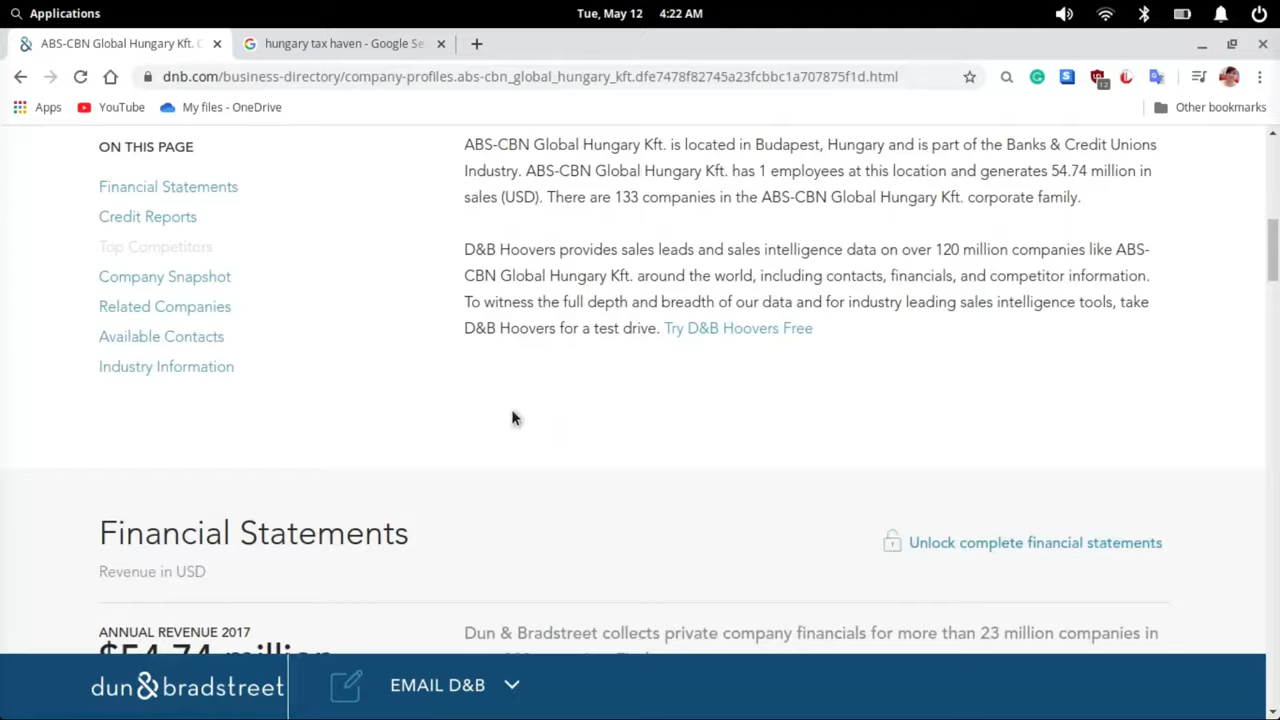 Applications
Tue, May 12 4:22 AM
ABS-CBN Global Hungary Kft. C
hungary tax haven - Google Se
dnb.com/business-directory/company-profiles.abs-cbn_global_hungary_kft.dfe7478f82745a23fcbbc1a707875f1d.html
12
Apps
YouTube
My files - OneDrive
Other bookmarks
ON THIS PAGE
Financial Statements
Credit Reports
Top Competitors
Company Snapshot
Related Companies
Available Contacts
Industry Information
ABS-CBN Global Hungary Kft. is located in Budapest, Hungary and is part of the Banks & Credit Unions
Industry. ABS-CBN Global Hungary Kft. has 1 employees at this location and generates 54.74 million in
sales (USD). There are 133 companies in the ABS-CBN Global Hungary Kft. corporate family.
D&B Hoovers provides sales leads and sales intelligence data on over 120 million companies like ABS-
CBN Global Hungary Kft. around the world, including contacts, financials, and competitor information.
To witness the full depth and breadth of our data and for industry leading sales intelligence tools, take
D&B Hoovers for a test drive. Try D&B Hoovers Free
Financial Statements
Unlock complete financial statements
Revenue in USD
ANNUAL REVENUE 2017
$54.74 million
Dun & Bradstreet collects private company financials for more than 23 million companies in
dun & bradstreet
EMAIL D&B